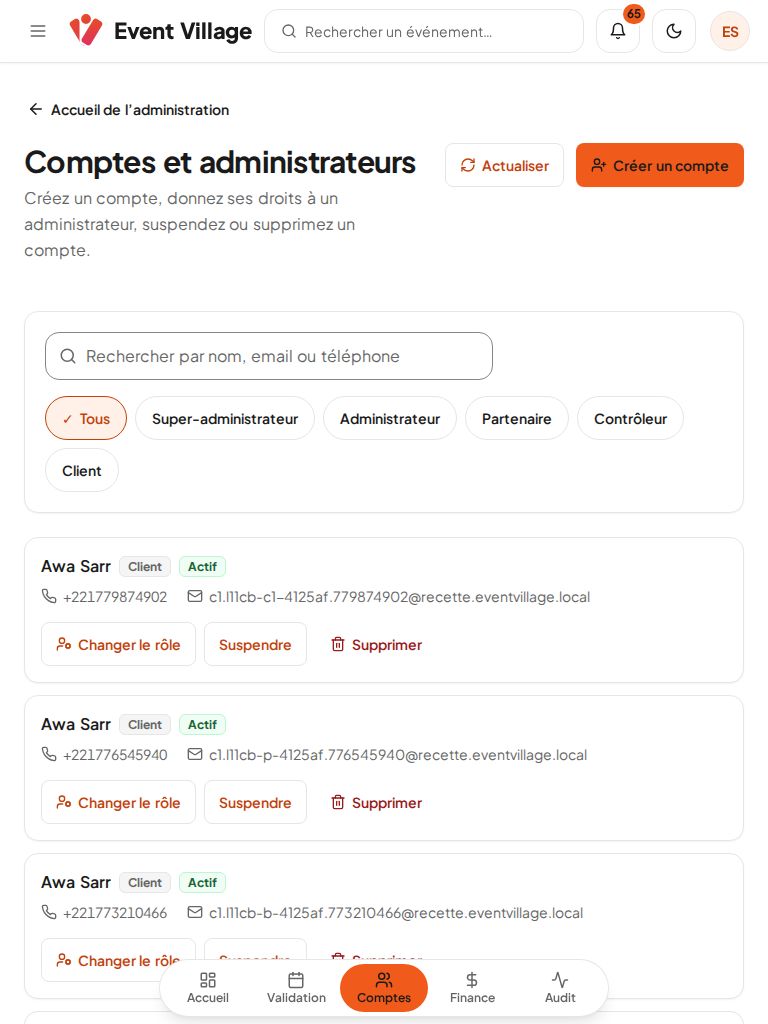 Event Village
Rechercher un événement…
65
ES
Accueil de l’administration
Comptes et administrateurs
Actualiser
Créer un compte
Créez un compte, donnez ses droits à un
administrateur, suspendez ou supprimez un
compte.
Rechercher par nom, email ou téléphone
✓ Tous
Super-administrateur
Administrateur
Partenaire
Contrôleur
Client
Awa Sarr Client Actif
+221779874902 c1.l11cb-c1-4125af.779874902@recette.eventvillage.local
Changer le rôle Suspendre Supprimer
Awa Sarr Client Actif
+221776545940 c1.l11cb-p-4125af.776545940@recette.eventvillage.local
Changer le rôle Suspendre Supprimer
Awa Sarr Client Actif
+221773210466 c1.l11cb-b-4125af.773210466@recette.eventvillage.local
Changer le rôle Suspendre Supprimer
Accueil Validation Comptes Finance Audit